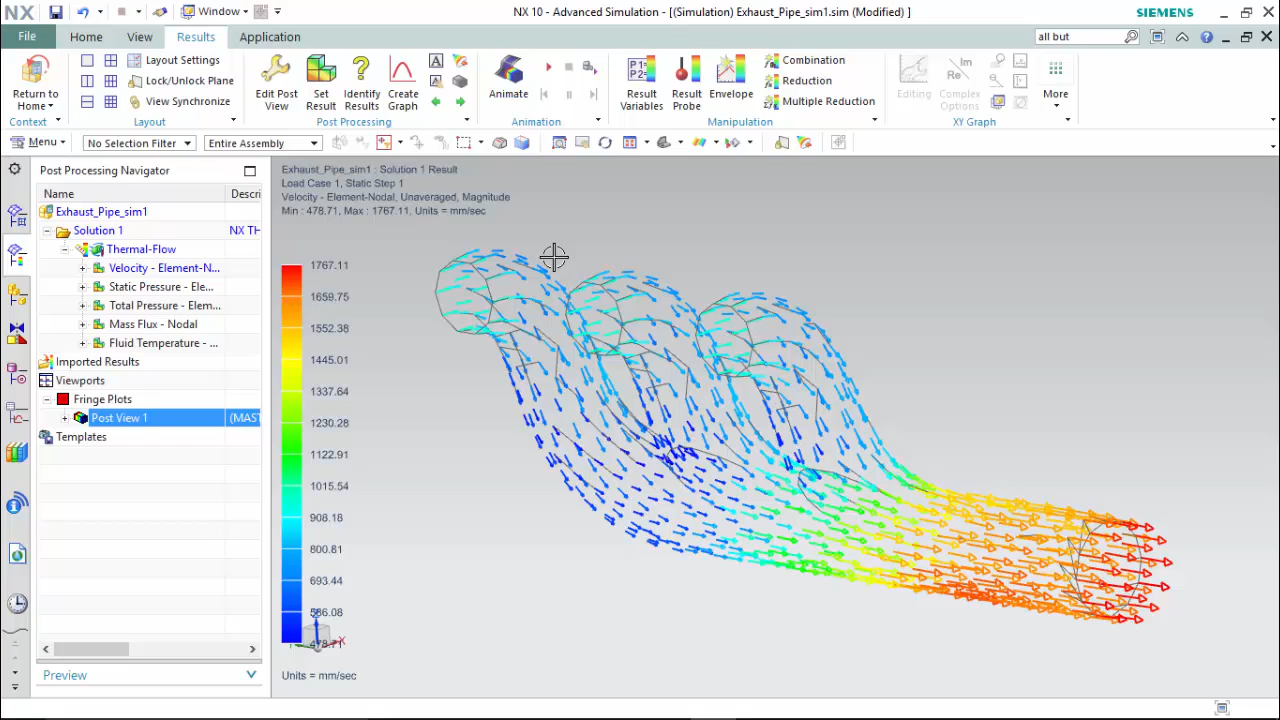 NX
Window
NX 10 - Advanced Simulation - [(Simulation) Exhaust_Pipe_sim1.sim (Modified) ]
SIEMENS
File
Home
View
Results
Application
all but
Return to Home
Layout Settings
Lock/Unlock Plane
View Synchronize
Edit Post View
Set Result
Identify Results
Create Graph
Animate
Result Variables
P1=
P2=
Result Probe
Envelope
Combination
Reduction
Multiple Reduction
Editing
Im
Re
Complex Options
More
Context
Layout
Post Processing
Animation
Manipulation
XY Graph
Menu
No Selection Filter
Entire Assembly
Post Processing Navigator
Name
Descri
Exhaust_Pipe_sim1
Solution 1
NX TH
Thermal-Flow
Velocity - Element-N...
Static Pressure - Ele...
Total Pressure - Elem...
Mass Flux - Nodal
Fluid Temperature - ...
Imported Results
Viewports
Fringe Plots
Post View 1
(MAST
Templates
Preview
Exhaust_Pipe_sim1 : Solution 1 Result
Load Case 1, Static Step 1
Velocity - Element-Nodal, Unaveraged, Magnitude
Min : 478.71, Max : 1767.11, Units = mm/sec
1767.11
1659.75
1552.38
1445.01
1337.64
1230.28
1122.91
1015.54
908.18
800.81
693.44
586.08
478.71
X
Units = mm/sec